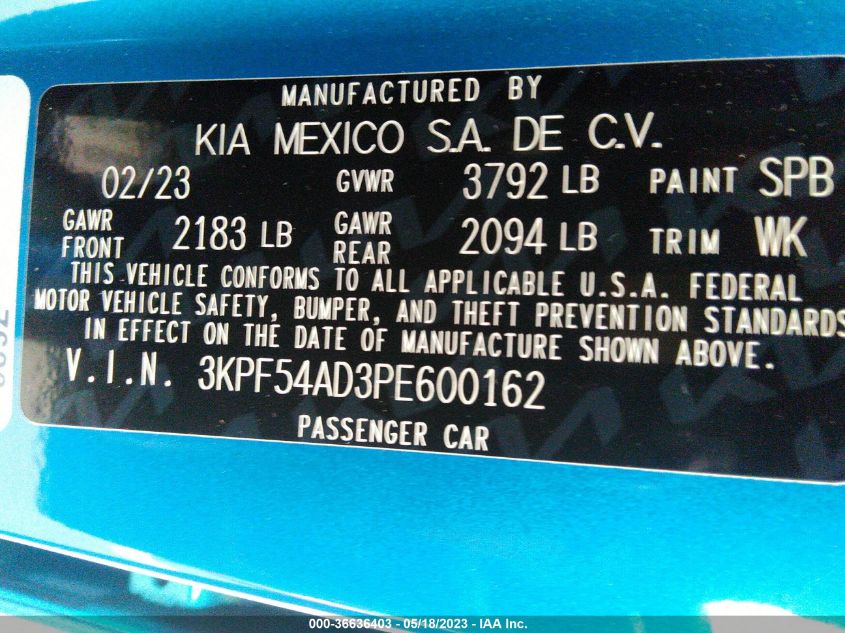 MANUFACTURED BY
KIA MEXICO S.A. DE C.V.
02/23 GVWR 3792 LB PAINT SPB
GAWR FRONT 2183 LB GAWR REAR 2094 LB TRIM WK
THIS VEHICLE CONFORMS TO ALL APPLICABLE U.S.A. FEDERAL
MOTOR VEHICLE SAFETY, BUMPER, AND THEFT PREVENTION STANDARDS
IN EFFECT ON THE DATE OF MANUFACTURE SHOWN ABOVE.
V.I.N. 3KPF54AD3PE600162
PASSENGER CAR
000-36636403 - 05/18/2023 - IAA Inc.